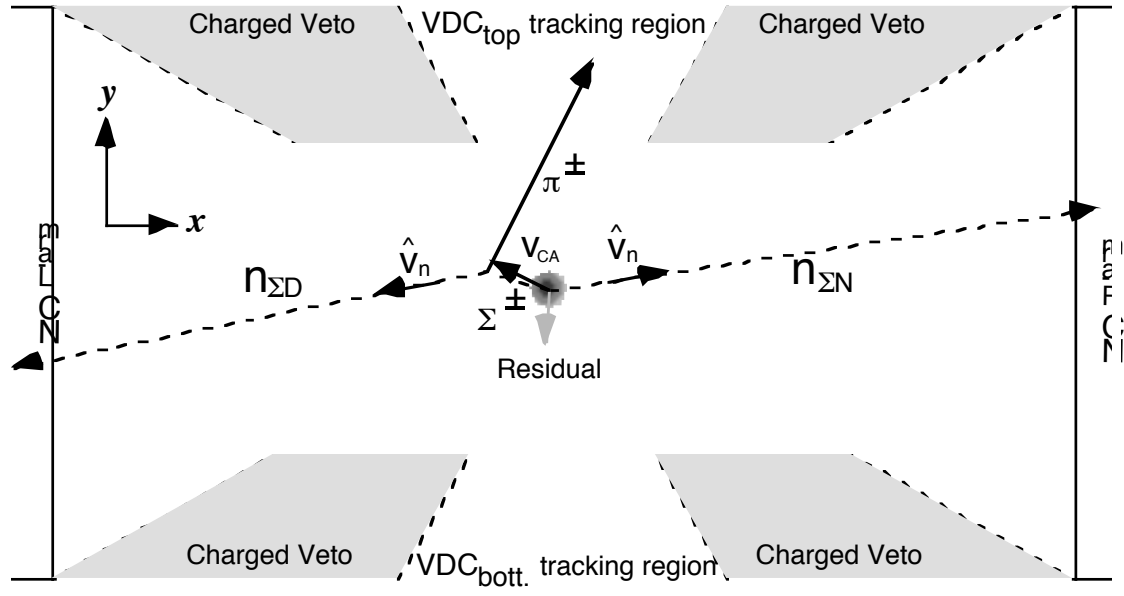 Charged Veto
VDCtop tracking region
Charged Veto
y
x
π±
v̂n
vCA
v̂n
nΣD
nΣN
Σ±
Residual
Charged Veto
VDCbott. tracking region
Charged Veto